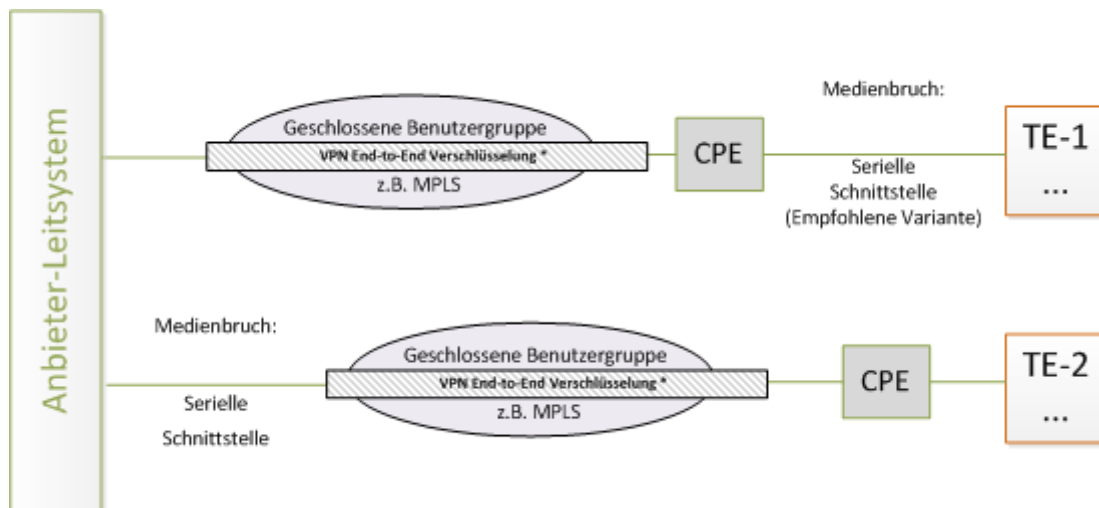 Anbieter-Leitsystem
Geschlossene Benutzergruppe
VPN End-to-End Verschlüsselung *
z.B. MPLS
CPE
Medienbruch:
Serielle
Schnittstelle
(Empfohlene Variante)
TE-1
...
Medienbruch:
Serielle
Schnittstelle
Geschlossene Benutzergruppe
VPN End-to-End Verschlüsselung *
z.B. MPLS
CPE
TE-2
...